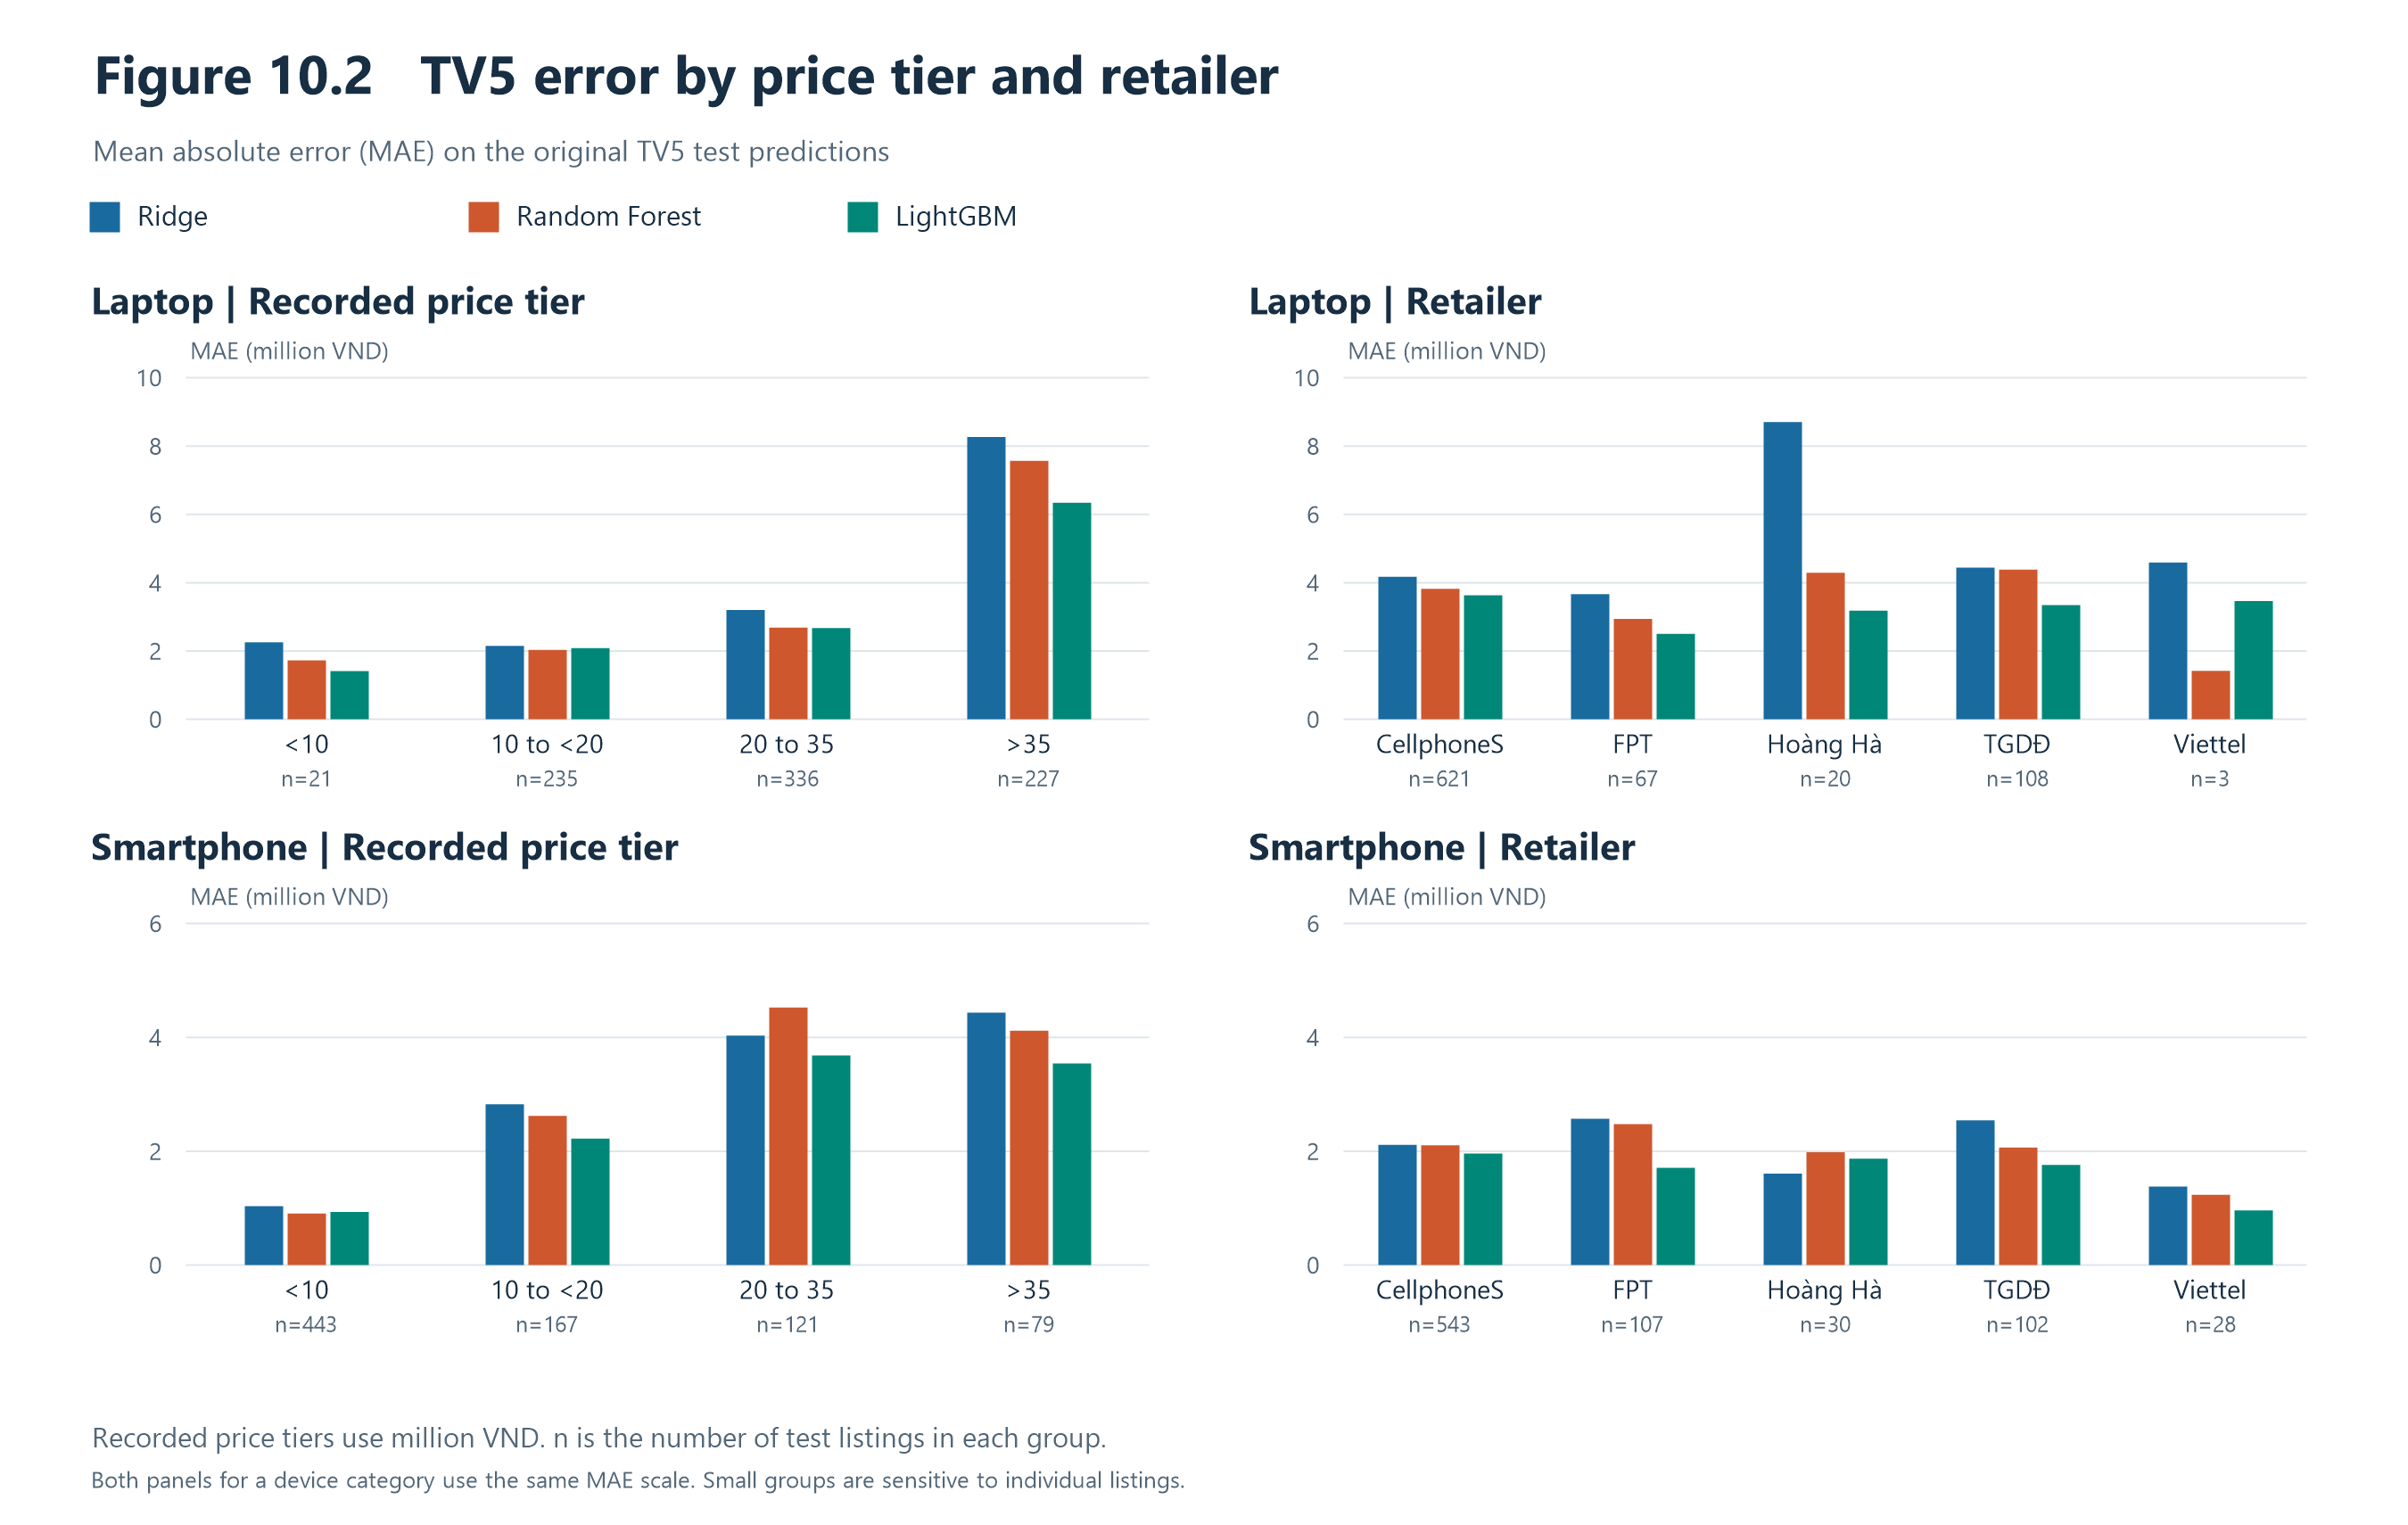 Figure 10.2 TV5 error by price tier and retailer
Mean absolute error (MAE) on the original TV5 test predictions
Ridge Random Forest LightGBM
Laptop | Recorded price tier
MAE (million VND)
10
8
6
4
2
0
<10 10 to <20 20 to 35 >35
n=21 n=235 n=336 n=227
Laptop | Retailer
MAE (million VND)
10
8
6
4
2
0
CellphoneS FPT Hoàng Hà TGDĐ Viettel
n=621 n=67 n=20 n=108 n=3
Smartphone | Recorded price tier
MAE (million VND)
6
4
2
0
<10 10 to <20 20 to 35 >35
n=443 n=167 n=121 n=79
Smartphone | Retailer
MAE (million VND)
6
4
2
0
CellphoneS FPT Hoàng Hà TGDĐ Viettel
n=543 n=107 n=30 n=102 n=28
Recorded price tiers use million VND. n is the number of test listings in each group.
Both panels for a device category use the same MAE scale. Small groups are sensitive to individual listings.